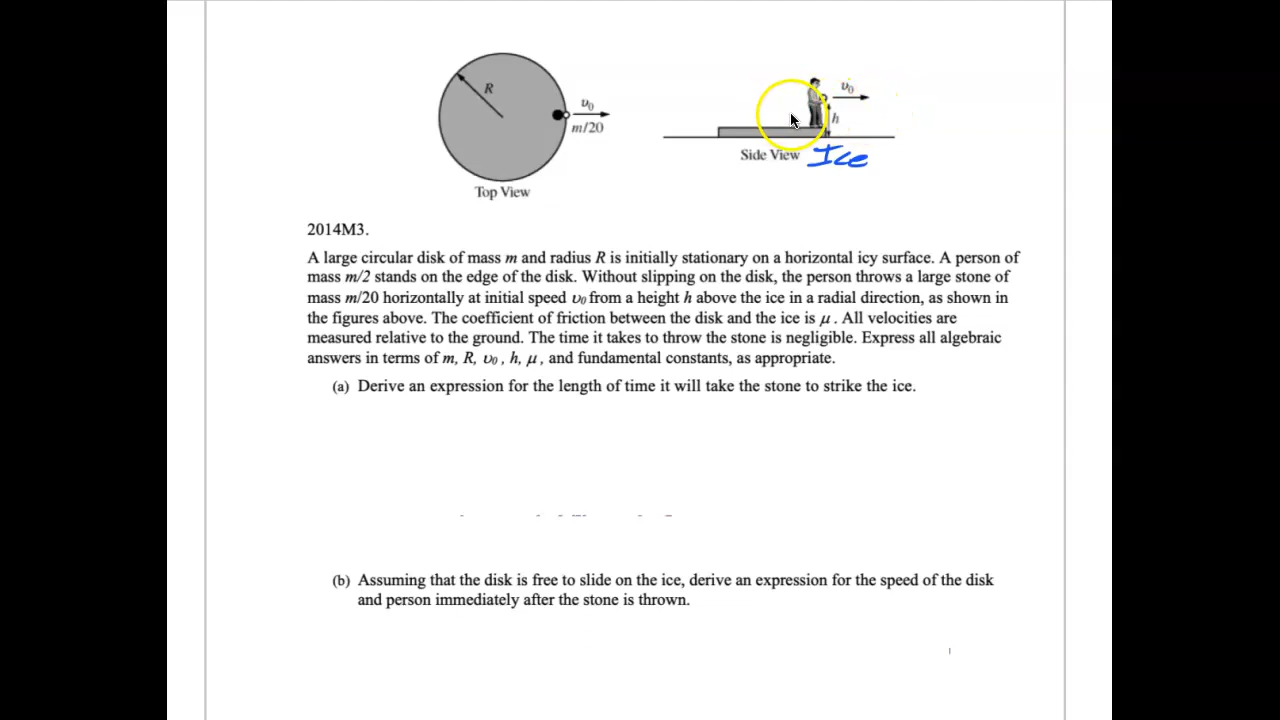 R
υ₀
m/20
Top View
υ₀
h
Side View
Ice
2014M3.
A large circular disk of mass m and radius R is initially stationary on a horizontal icy surface. A person of
mass m/2 stands on the edge of the disk. Without slipping on the disk, the person throws a large stone of
mass m/20 horizontally at initial speed υ₀ from a height h above the ice in a radial direction, as shown in
the figures above. The coefficient of friction between the disk and the ice is μ. All velocities are
measured relative to the ground. The time it takes to throw the stone is negligible. Express all algebraic
answers in terms of m, R, υ₀, h, μ, and fundamental constants, as appropriate.
(a) Derive an expression for the length of time it will take the stone to strike the ice.
(b) Assuming that the disk is free to slide on the ice, derive an expression for the speed of the disk
and person immediately after the stone is thrown.